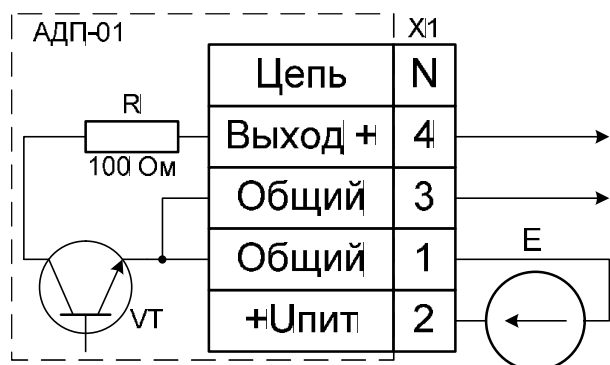 АДП-01
X1
Цепь N
R
Выход + 4
100 Ом
Общий 3
Общий 1
E
VT
+Uпит 2